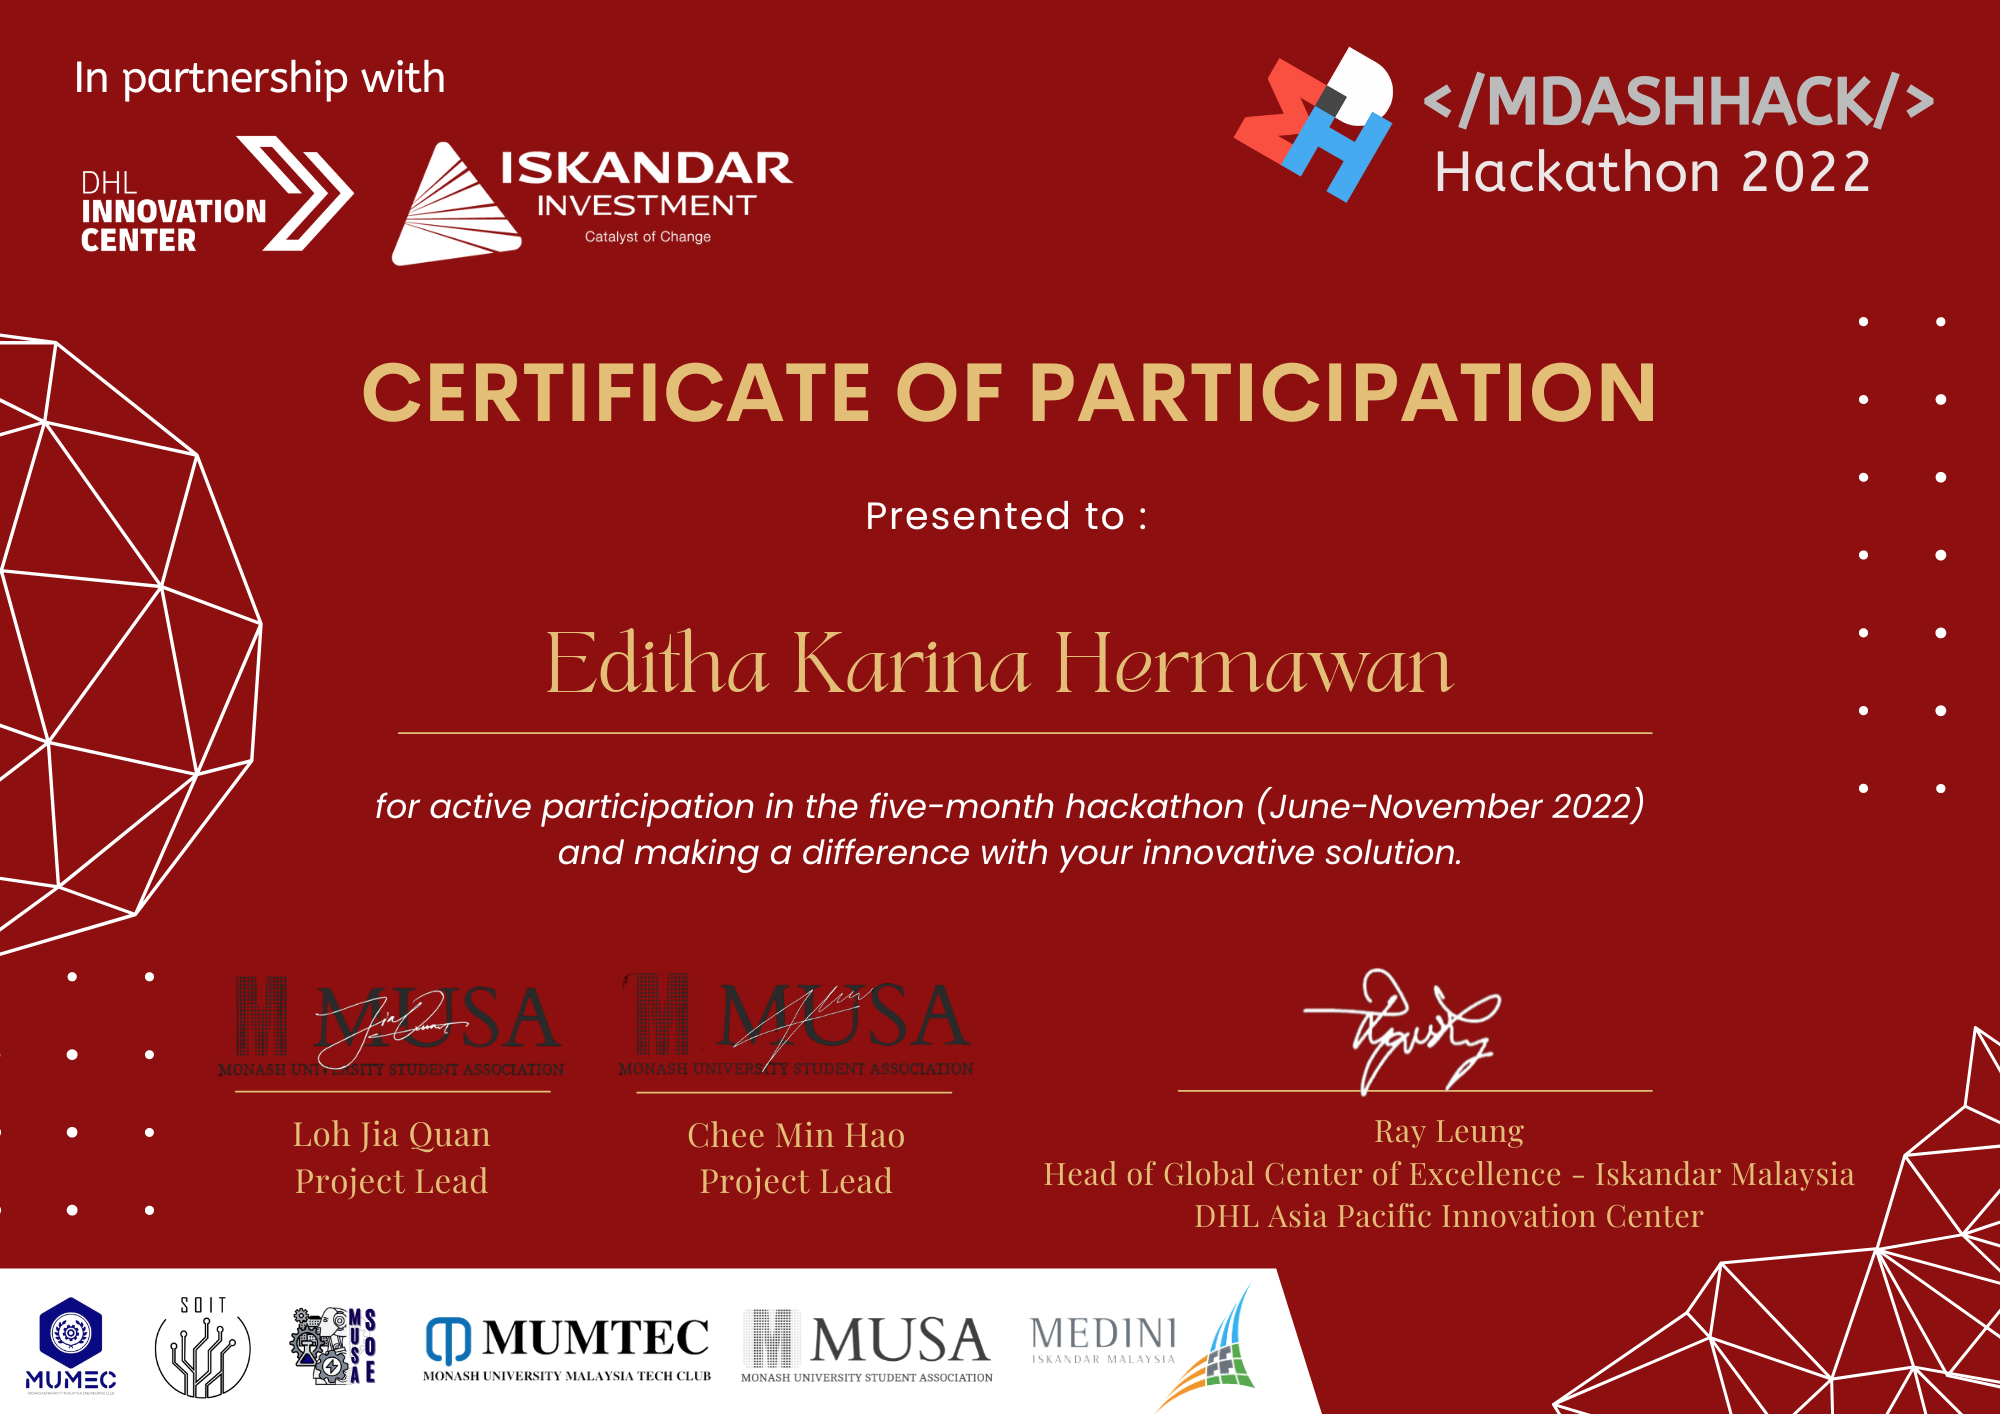 In partnership with
DHL
INNOVATION
CENTER
ISKANDAR
INVESTMENT
Catalyst of Change
</MDASHHACK/>
Hackathon 2022
CERTIFICATE OF PARTICIPATION
Presented to :
Editha Karina Hermawan
for active participation in the five-month hackathon (June-November 2022)
and making a difference with your innovative solution.
MUSA
MONASH UNIVERSITY STUDENT ASSOCIATION
Loh Jia Quan
Project Lead
MUSA
MONASH UNIVERSITY STUDENT ASSOCIATION
Chee Min Hao
Project Lead
Ray Leung
Head of Global Center of Excellence - Iskandar Malaysia
DHL Asia Pacific Innovation Center
MUMEC
SOIT
MUSA
SOE
MUMTEC
MONASH UNIVERSITY MALAYSIA TECH CLUB
MUSA
MONASH UNIVERSITY STUDENT ASSOCIATION
MEDINI
ISKANDAR MALAYSIA